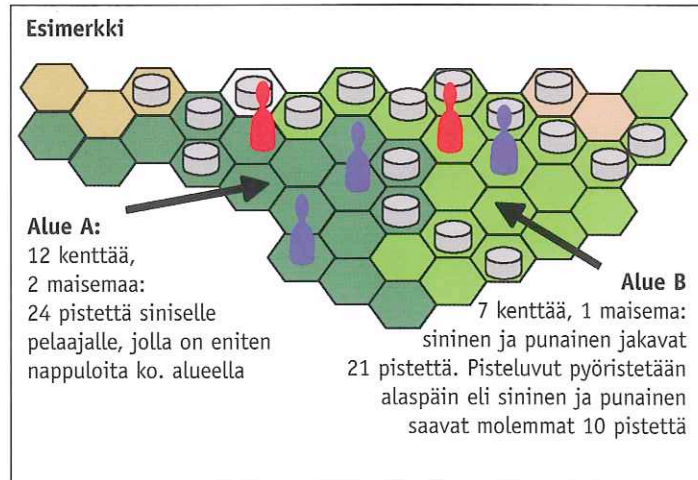 Esimerkki
Alue A:
12 kenttää,
2 maisemaa:
24 pistettä siniselle
pelaajalle, jolla on eniten
nappuloita ko. alueella
Alue B
7 kenttää, 1 maisema:
sininen ja punainen jakavat
21 pistettä. Pisteluvut pyöristetään
alaspäin eli sininen ja punainen
saavat molemmat 10 pistettä